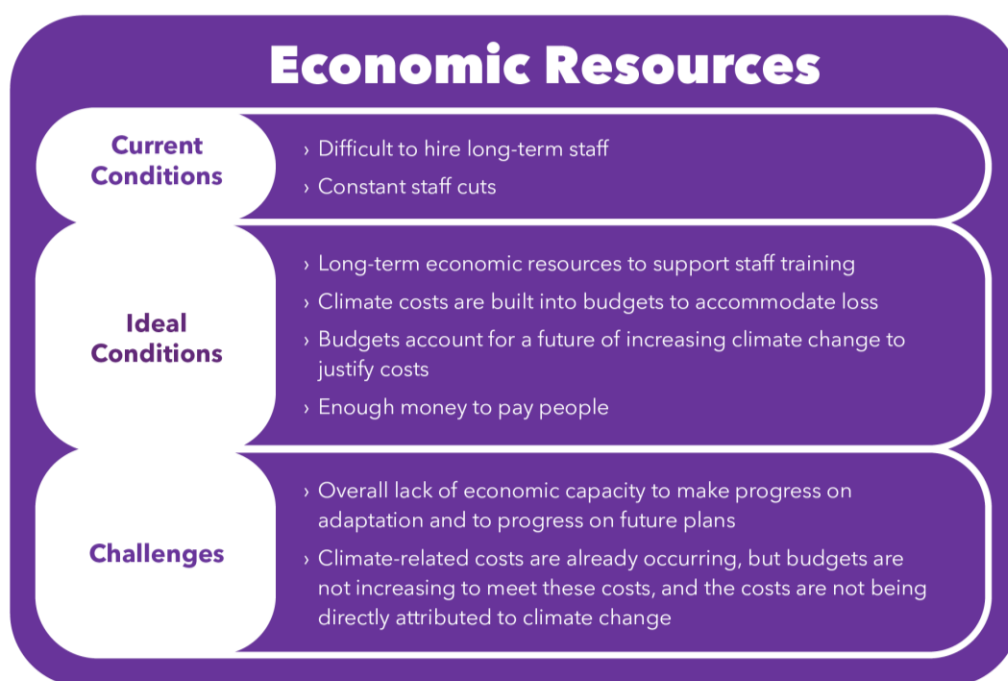 Economic Resources
Current
Conditions
› Difficult to hire long-term staff
› Constant staff cuts
Ideal
Conditions
› Long-term economic resources to support staff training
› Climate costs are built into budgets to accommodate loss
› Budgets account for a future of increasing climate change to
justify costs
› Enough money to pay people
Challenges
› Overall lack of economic capacity to make progress on
adaptation and to progress on future plans
› Climate-related costs are already occurring, but budgets are
not increasing to meet these costs, and the costs are not being
directly attributed to climate change